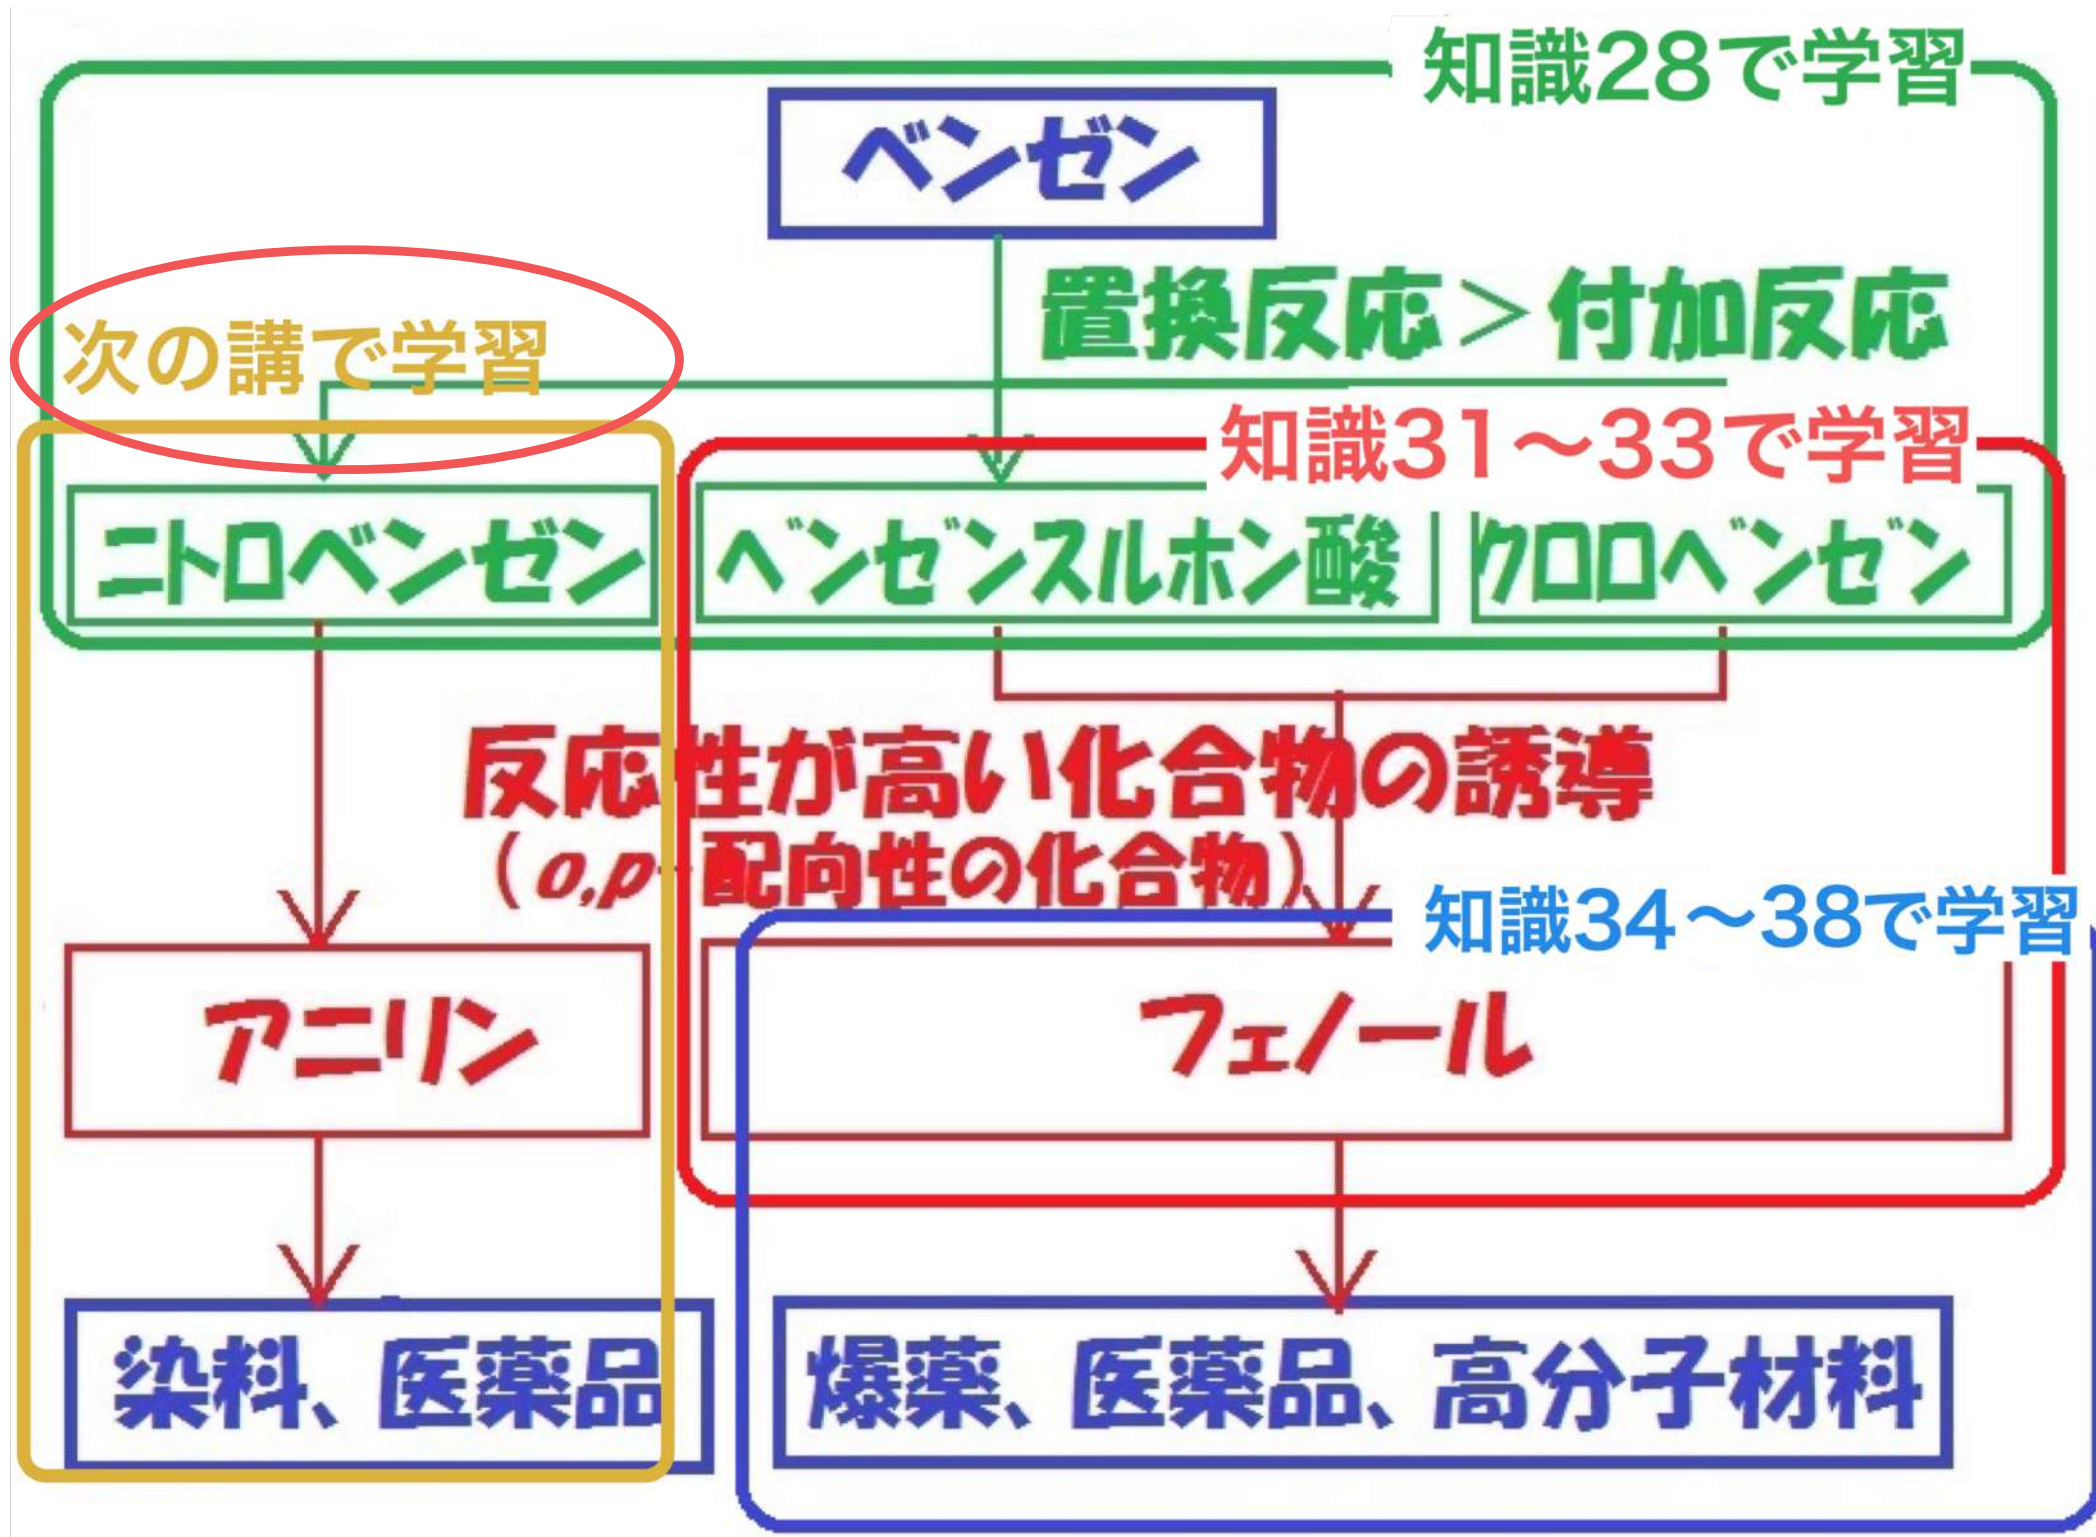 知識28で学習
ベンゼン
置換反応＞付加反応
次の講で学習
知識31～33で学習
ニトロベンゼン
ベンゼンスルホン酸
クロロベンゼン
反応性が高い化合物の誘導
（o,p-配向性の化合物）
知識34～38で学習
アニリン
フェノール
染料、医薬品
爆薬、医薬品、高分子材料